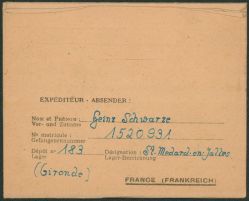 EXPÉDITEUR - ABSENDER :
Nom et Prénom : Heinz Schwarze
Vor- und Zuname
Nº matricule : 1520931
Gefangenennummer
Dépôt nº 183 Désignation : St. Medard-en-Jalles
Lager Lager-Bezeichnung
(Gironde)
FRANCE (FRANKREICH)